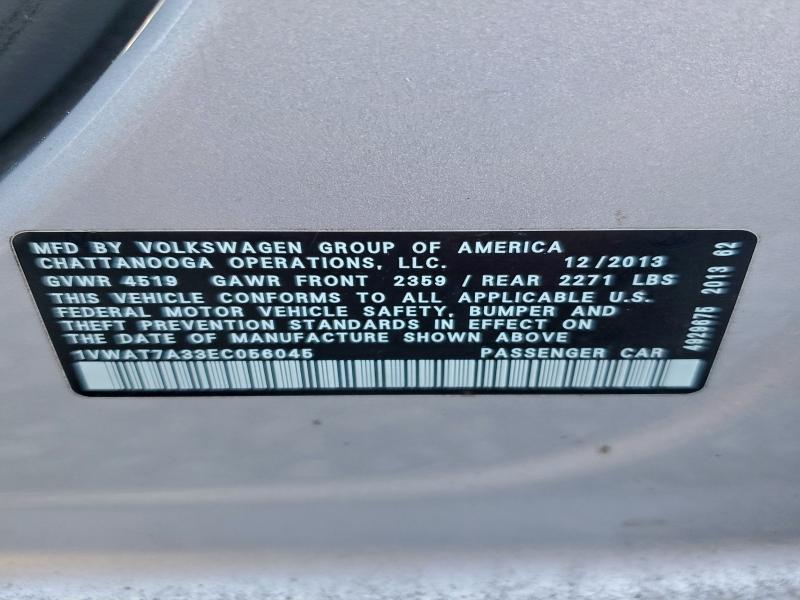 MFD BY VOLKSWAGEN GROUP OF AMERICA
CHATTANOOGA OPERATIONS, LLC. 12/2013
GVWR 4519 GAWR FRONT 2359 / REAR 2271 LBS
THIS VEHICLE CONFORMS TO ALL APPLICABLE U.S.
FEDERAL MOTOR VEHICLE SAFETY, BUMPER AND
THEFT PREVENTION STANDARDS IN EFFECT ON
THE DATE OF MANUFACTURE SHOWN ABOVE
1VWAT7A33EC056045 PASSENGER CAR
4929675 2013 62